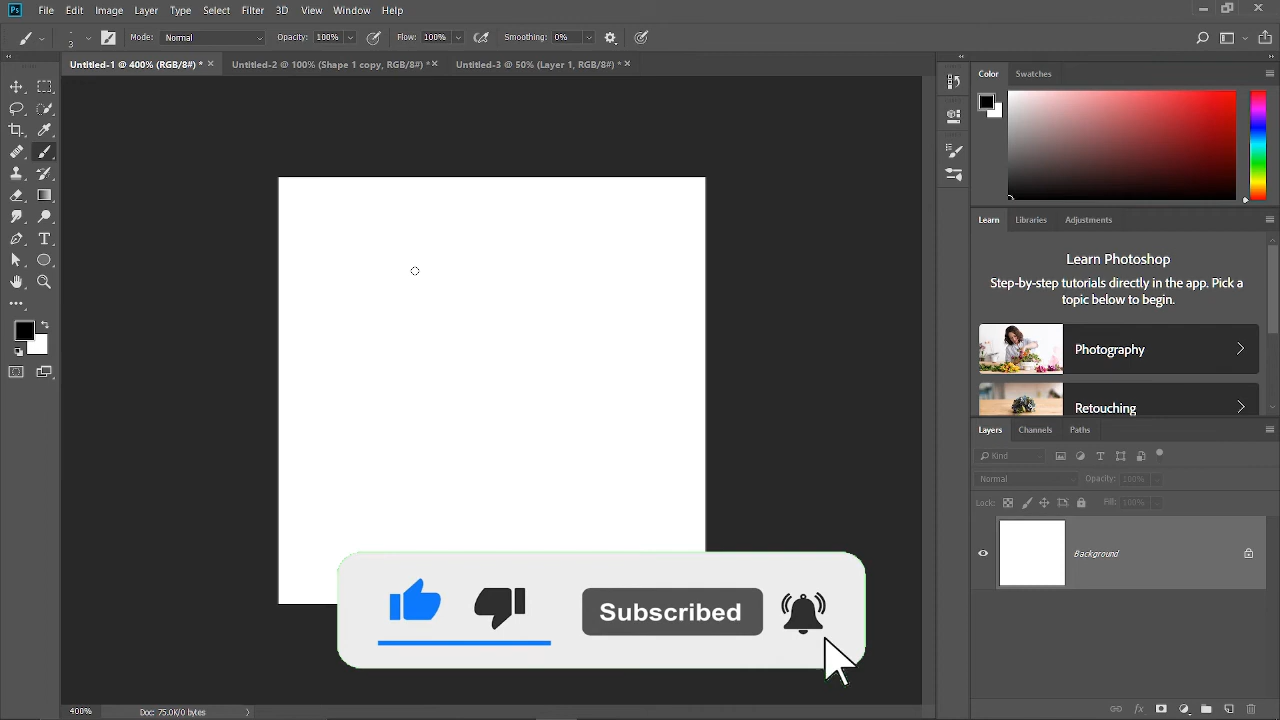 Ps File Edit Image Layer Type Select Filter 3D View Window Help
3 Mode: Normal Opacity: 100% Flow: 100% Smoothing: 0%
Untitled-1 @ 400% (RGB/8#) * × Untitled-2 @ 100% (Shape 1 copy, RGB/8#) * × Untitled-3 @ 50% (Layer 1, RGB/8#) * ×
Color Swatches
Learn Libraries Adjustments
Learn Photoshop
Step-by-step tutorials directly in the app. Pick a
topic below to begin.
Photography
Retouching
Layers Channels Paths
Kind
Normal Opacity: 100%
Lock: Fill: 100%
Background
Subscribed
400% Doc: 75.0K/0 bytes